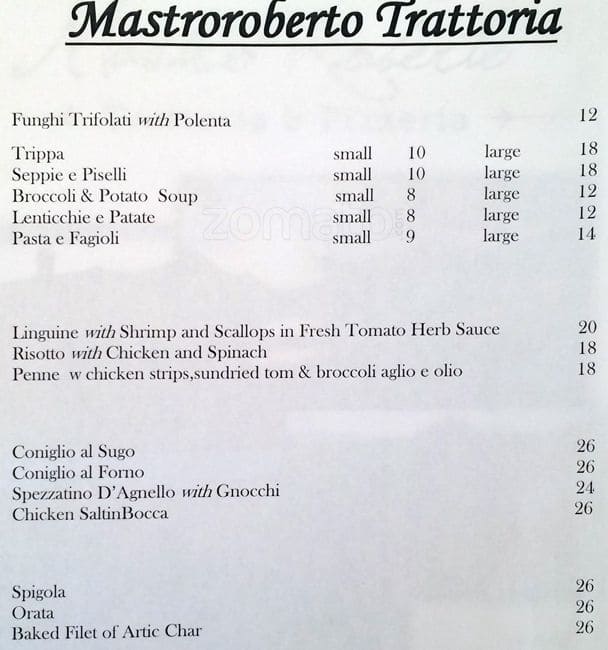 Mastroroberto Trattoria
Funghi Trifolati with Polenta 12
Trippa small 10 large 18
Seppie e Piselli small 10 large 18
Broccoli & Potato Soup small 8 large 12
Lenticchie e Patate small 8 large 12
Pasta e Fagioli small 9 large 14
zomato.com
Linguine with Shrimp and Scallops in Fresh Tomato Herb Sauce 20
Risotto with Chicken and Spinach 18
Penne w chicken strips,sundried tom & broccoli aglio e olio 18
Coniglio al Sugo 26
Coniglio al Forno 26
Spezzatino D'Agnello with Gnocchi 24
Chicken SaltinBocca 26
Spigola 26
Orata 26
Baked Filet of Artic Char 26